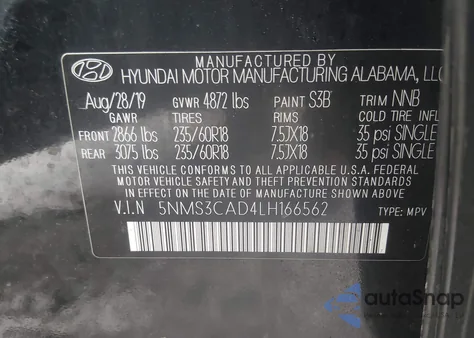 MANUFACTURED BY
HYUNDAI MOTOR MANUFACTURING ALABAMA, LLC
Aug/28/19 GVWR 4872 lbs PAINT S3B TRIM NNB
GAWR TIRES RIMS COLD TIRE INFL
FRONT 2866 lbs 235/60R18 7.5JX18 35 psi SINGLE
REAR 3075 lbs 235/60R18 7.5JX18 35 psi SINGLE
THIS VEHICLE CONFORMS TO ALL APPLICABLE U.S.A. FEDERAL
MOTOR VEHICLE SAFETY AND THEFT PREVENTION STANDARDS
IN EFFECT ON THE DATE OF MANUFACTURE SHOWN ABOVE.
V.I.N 5NMS3CAD4LH166562 TYPE: MPV
autoSnap